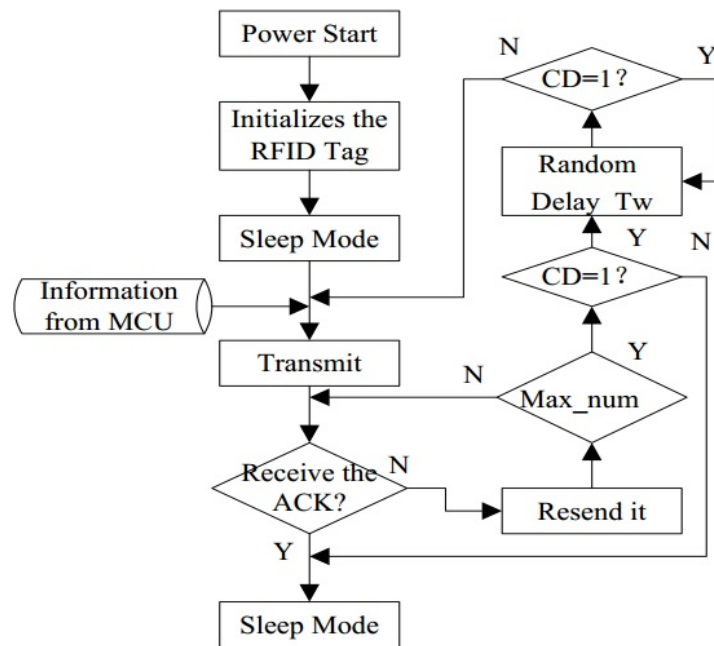 Power Start
N
CD=1?
Y
Initializes the
RFID Tag
Random
Delay Tw
Sleep Mode
Y
N
CD=1?
Information
from MCU
Transmit
N
Y
Max_num
Receive the
ACK?
N
Resend it
Y
Sleep Mode